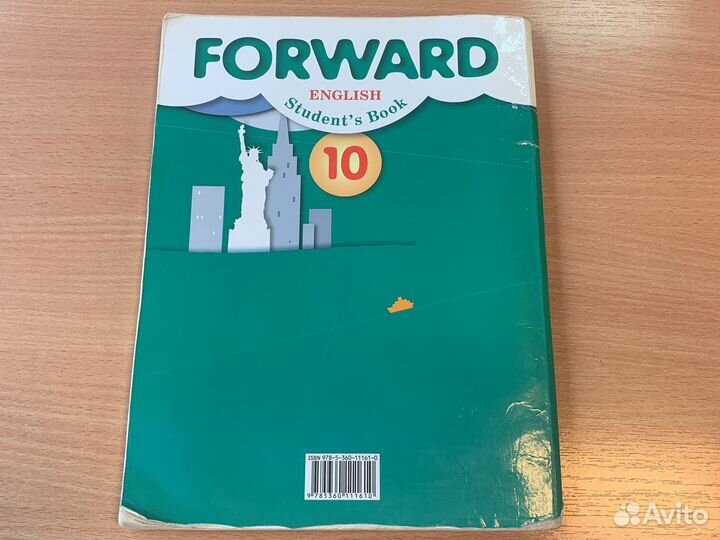 FORWARD
ENGLISH
Student's Book
10
ISBN 978-5-360-11161-0
9 785360 111610
Avito